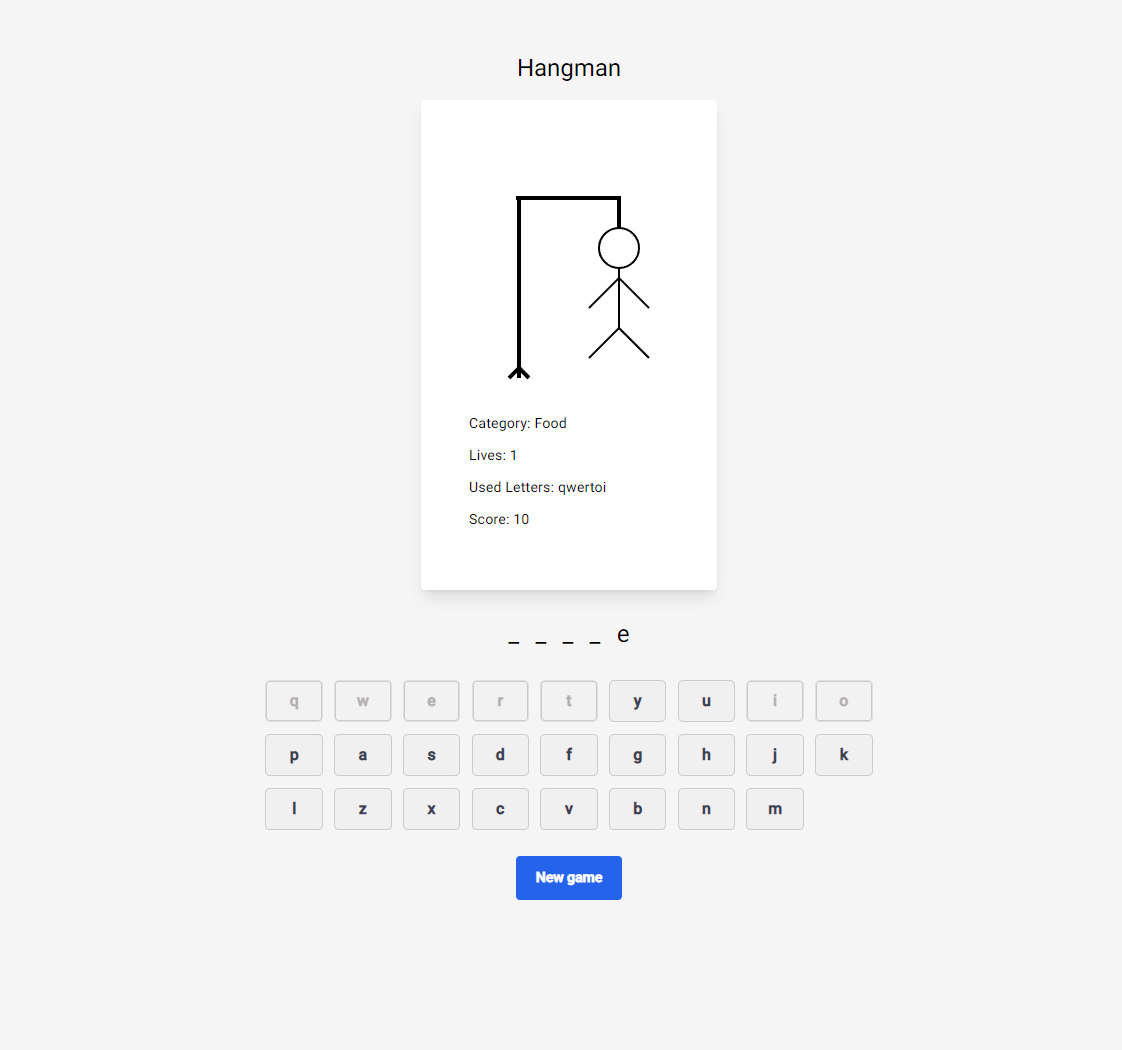 Hangman
Category: Food
Lives: 1
Used Letters: qwertoi
Score: 10
_ _ _ _ e
q w e r t y u i o
p a s d f g h j k
l z x c v b n m
New game